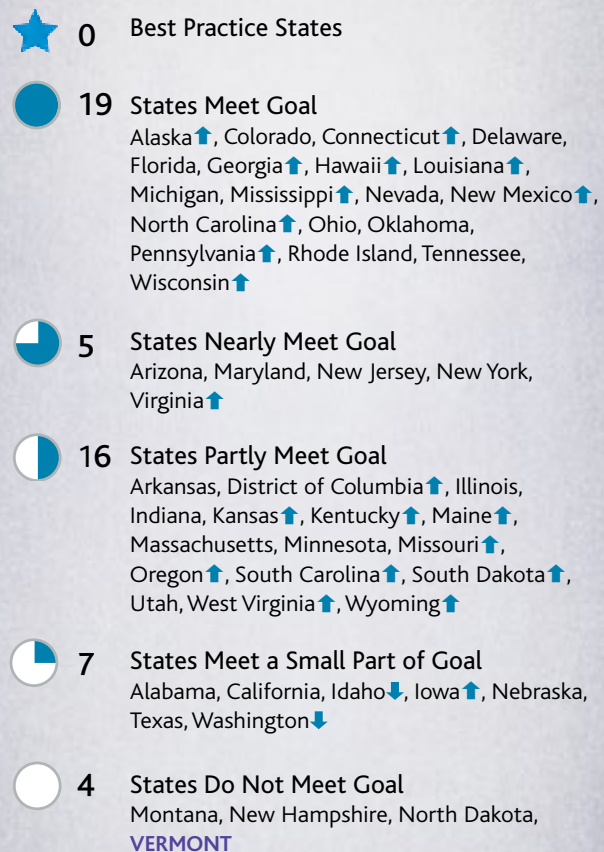 0 Best Practice States
19 States Meet Goal
Alaska⬆, Colorado, Connecticut⬆, Delaware,
Florida, Georgia⬆, Hawaii⬆, Louisiana⬆,
Michigan, Mississippi⬆, Nevada, New Mexico⬆,
North Carolina⬆, Ohio, Oklahoma,
Pennsylvania⬆, Rhode Island, Tennessee,
Wisconsin⬆
5 States Nearly Meet Goal
Arizona, Maryland, New Jersey, New York,
Virginia⬆
16 States Partly Meet Goal
Arkansas, District of Columbia⬆, Illinois,
Indiana, Kansas⬆, Kentucky⬆, Maine⬆,
Massachusetts, Minnesota, Missouri⬆,
Oregon⬆, South Carolina⬆, South Dakota⬆,
Utah, West Virginia⬆, Wyoming⬆
7 States Meet a Small Part of Goal
Alabama, California, Idaho⬇, Iowa⬆, Nebraska,
Texas, Washington⬇
4 States Do Not Meet Goal
Montana, New Hampshire, North Dakota,
VERMONT